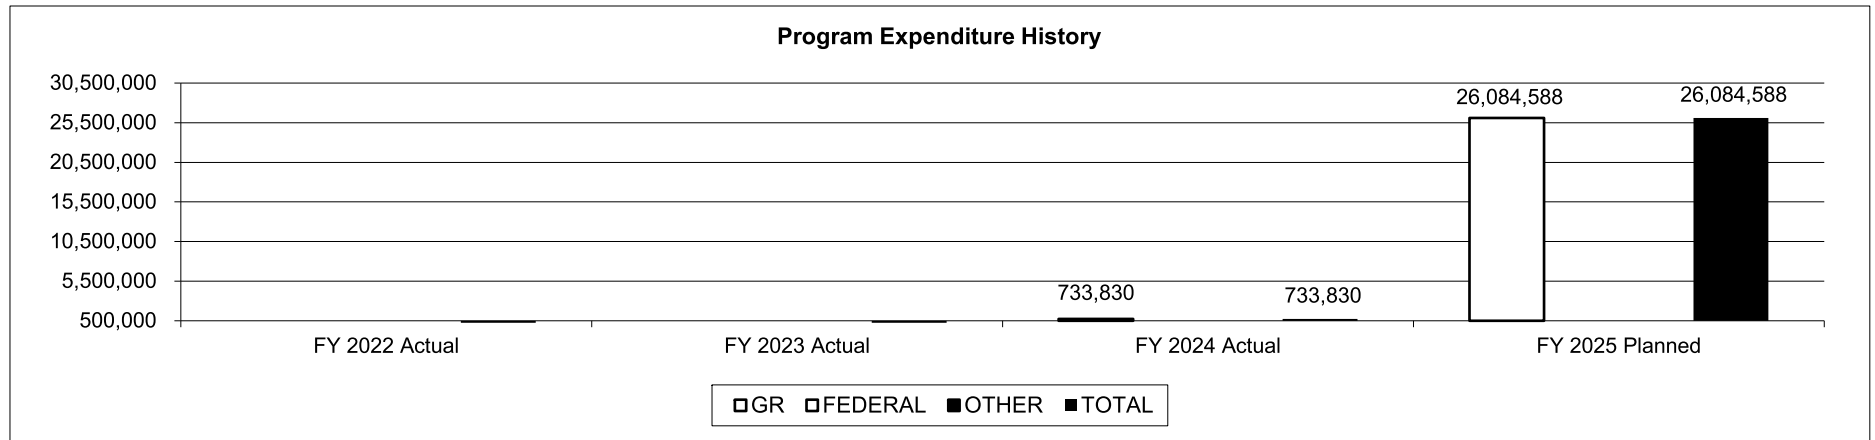 Program Expenditure History
30,500,000
25,500,000
20,500,000
15,500,000
10,500,000
5,500,000
500,000
733,830
733,830
26,084,588
26,084,588
FY 2022 Actual
FY 2023 Actual
FY 2024 Actual
FY 2025 Planned
GR FEDERAL OTHER TOTAL